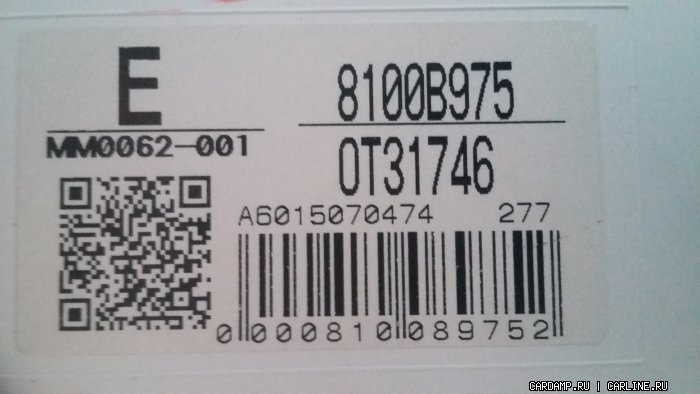 E
8100B975
MM0062-001
0T31746
A6015070474 277
0 000810 089752
CARDAMP.RU | CARLINE.RU